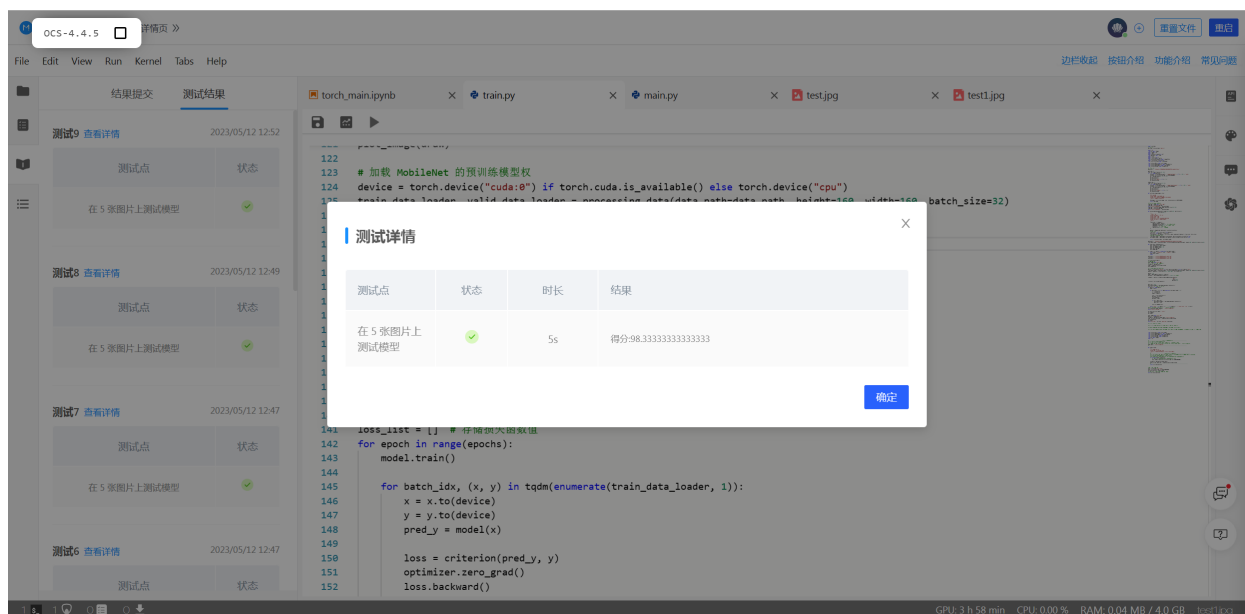 OCS-4.4.5
详情页 >>
重置文件
重启
File Edit View Run Kernel Tabs Help
边栏收起 按钮介绍 功能介绍 常见问题
结果提交 测试结果
torch_main.ipynb
train.py
main.py
test.jpg
test1.jpg
测试9 查看详情 2023/05/12 12:52
测试点 状态
在 5 张图片上测试模型
测试8 查看详情 2023/05/12 12:49
测试点 状态
在 5 张图片上测试模型
测试7 查看详情 2023/05/12 12:47
测试点 状态
在 5 张图片上测试模型
测试6 查看详情 2023/05/12 12:47
测试点 状态
122
123 # 加载 MobileNet 的预训练模型权
124 device = torch.device("cuda:0") if torch.cuda.is_available() else torch.device("cpu")
125 train_data_loader, valid_data_loader = processing_data(data_path=data_path, height=160, width=160, batch_size=32)
测试详情
测试点 状态 时长 结果
在 5 张图片上
测试模型
5s
得分:98.33333333333333
确定
141 loss_list = [] # 存储损失函数值
142 for epoch in range(epochs):
143 model.train()
144
145 for batch_idx, (x, y) in tqdm(enumerate(train_data_loader, 1)):
146 x = x.to(device)
147 y = y.to(device)
148 pred_y = model(x)
149
150 loss = criterion(pred_y, y)
151 optimizer.zero_grad()
152 loss.backward()
GPU: 3 h 58 min CPU: 0.00 % RAM: 0.04 MB / 4.0 GB test1.jpg